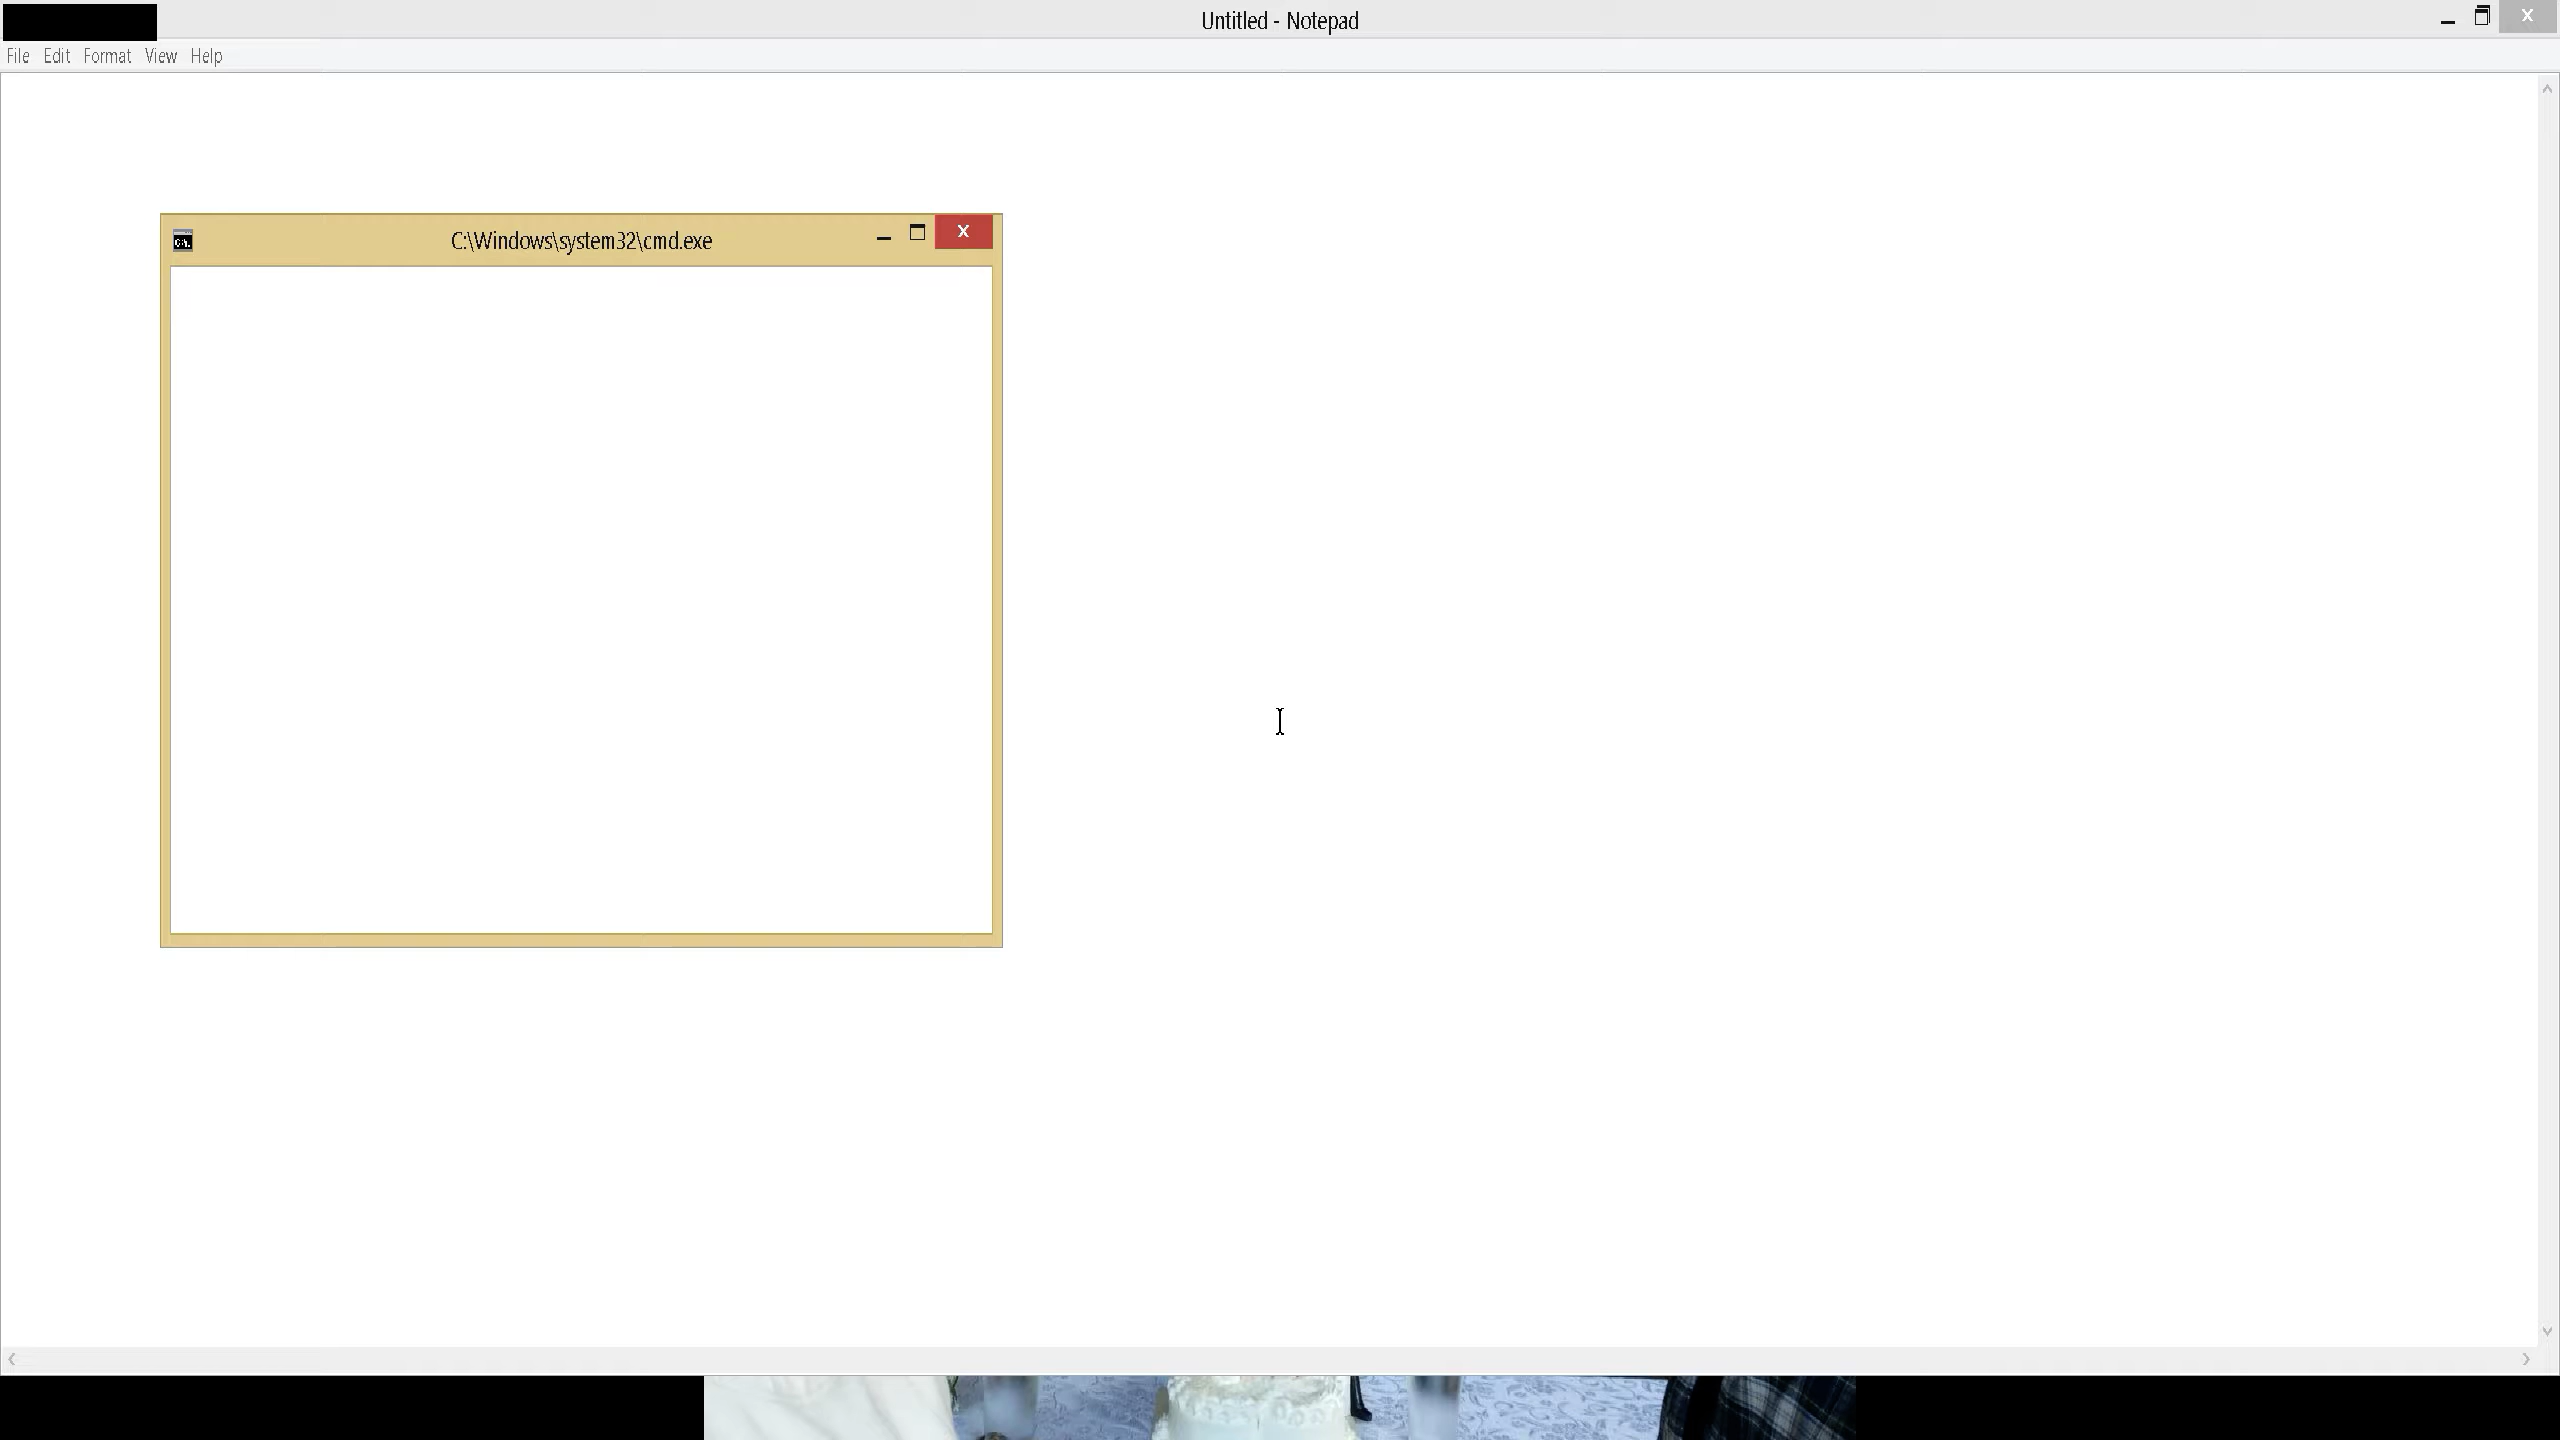 Untitled - Notepad
File Edit Format View Help
C:\Windows\system32\cmd.exe